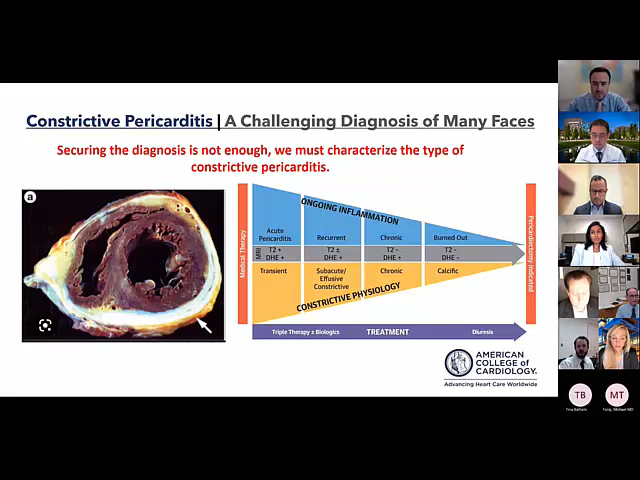 Constrictive Pericarditis | A Challenging Diagnosis of Many Faces
Securing the diagnosis is not enough, we must characterize the type of
constrictive pericarditis.
a
Medical Therapy
ONGOING INFLAMMATION
Acute
Pericarditis
Recurrent
Chronic
Burned Out
MRI
T2 +
DHE +
T2 ±
DHE +
T2 −
DHE +
T2 −
DHE −
Transient
Subacute/
Effusive
Constrictive
Chronic
Calcific
CONSTRICTIVE PHYSIOLOGY
Pericardiectomy indicated
Triple Therapy ± Biologics
TREATMENT
Diuresis
AMERICAN
COLLEGE of
CARDIOLOGY
Advancing Heart Care Worldwide
TB
MT
Tong, Michael MD